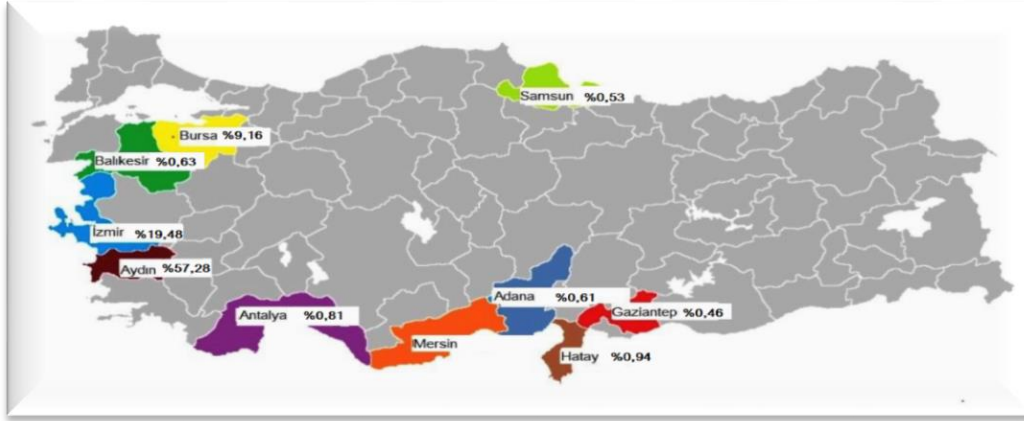 Samsun %0,53
Bursa %9,16
Balıkesir %0,63
İzmir %19,48
Aydın %57,28
Adana %0,61
Antalya %0,81
Gaziantep %0,46
Mersin
Hatay %0,94